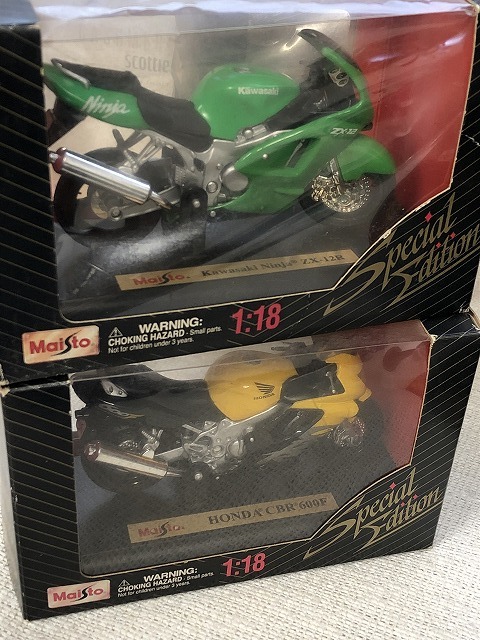 scottie
Ninja
Kawasaki
ZX-12
Maisto Kawasaki Ninja® ZX-12R
Special
Edition
Maisto
WARNING:
CHOKING HAZARD - Small parts.
Not for children under 3 years.
1:18
HONDA
Maisto HONDA CBR 600F
Special
Edition
Maisto
WARNING:
CHOKING HAZARD - Small parts.
Not for children under 3 years.
1:18